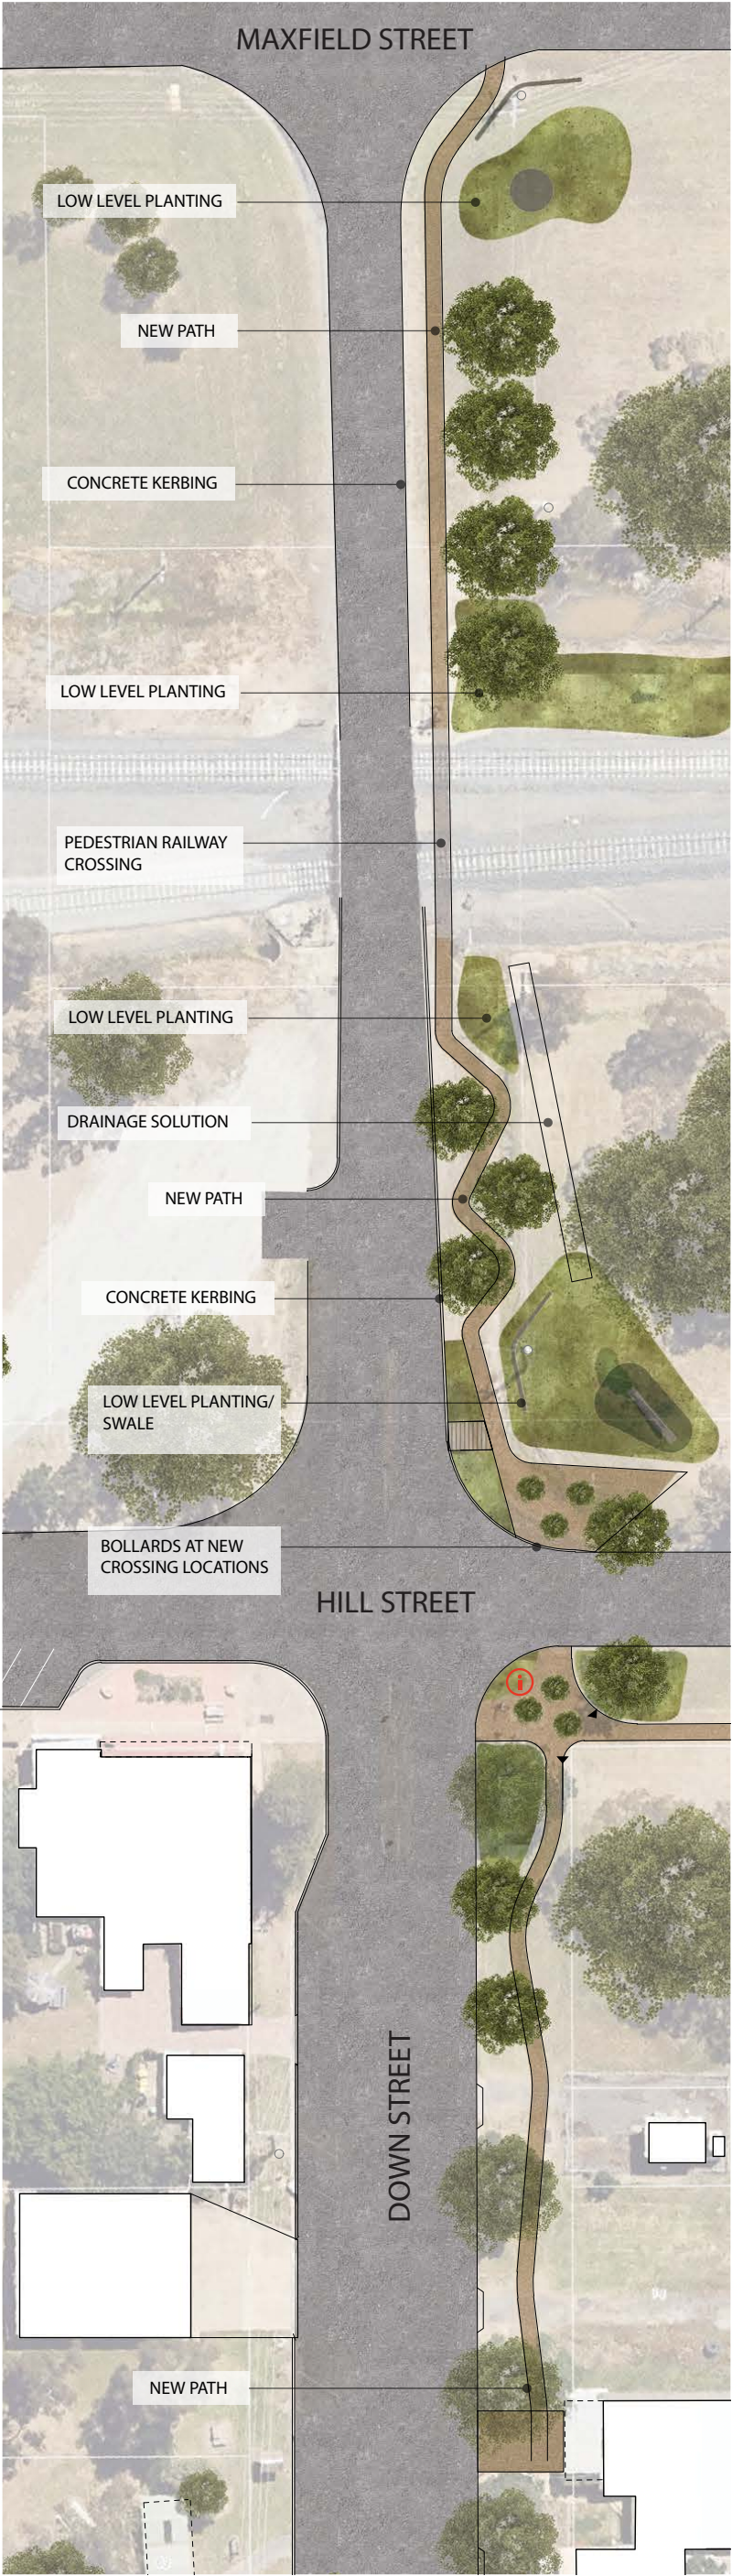 MAXFIELD STREET
LOW LEVEL PLANTING
NEW PATH
CONCRETE KERBING
LOW LEVEL PLANTING
PEDESTRIAN RAILWAY
CROSSING
LOW LEVEL PLANTING
DRAINAGE SOLUTION
NEW PATH
CONCRETE KERBING
LOW LEVEL PLANTING/
SWALE
BOLLARDS AT NEW
CROSSING LOCATIONS
HILL STREET
i
DOWN STREET
NEW PATH